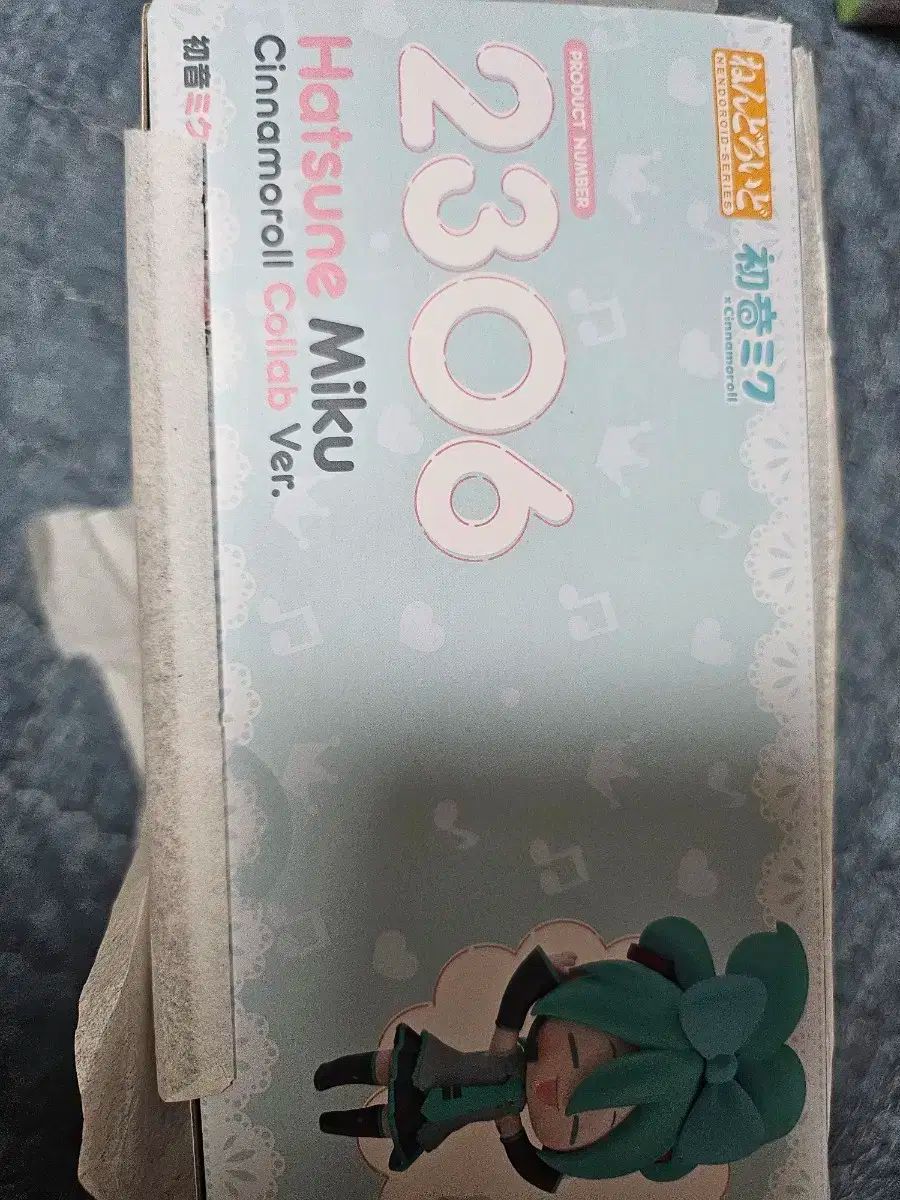 ねんどろいど
NENDOROID-SERIES
初音ミク
×Cinnamoroll
PRODUCT NUMBER
2306
Hatsune Miku
Cinnamoroll Collab Ver.
初音ミク